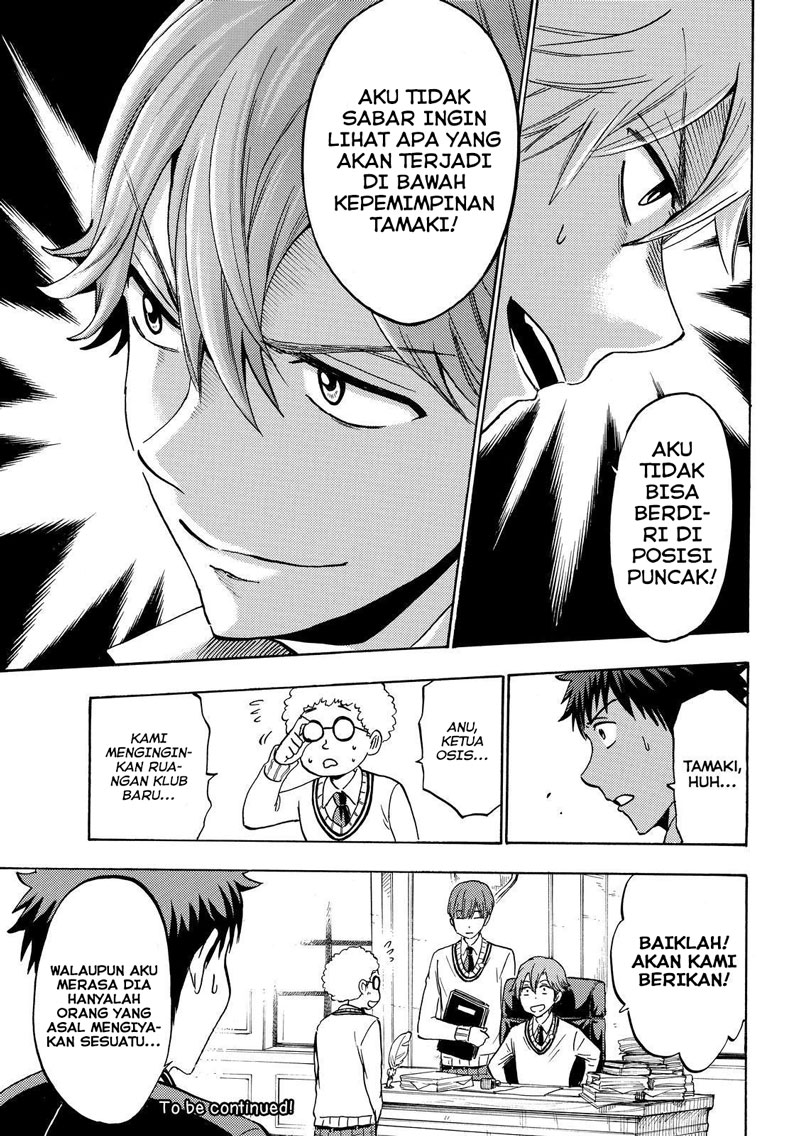 AKU
TIDAK
BISA
BERDI-
RI DI
POSISI
PUNCAK!
AKU TIDAK
SABAR INGIN
LIHAT APA YANG
AKAN TERJADI
DI BAWAH
KEPEMIMPINAN
TAMAKI!
TAMAKI,
HUH...
ANU,
KETUA
OSIS...
KAMI
MENGINGIN-
KAN RUA-
NGAN KLUB
BARU...
BAIKLAH!
AKAN KAMI
BERIKAN!
WALAUPUN AKU
MERASA DIA
HANYALAH
ORANG YANG
ASAL MENGIYA-
KAN SESUATU...
To be continued!